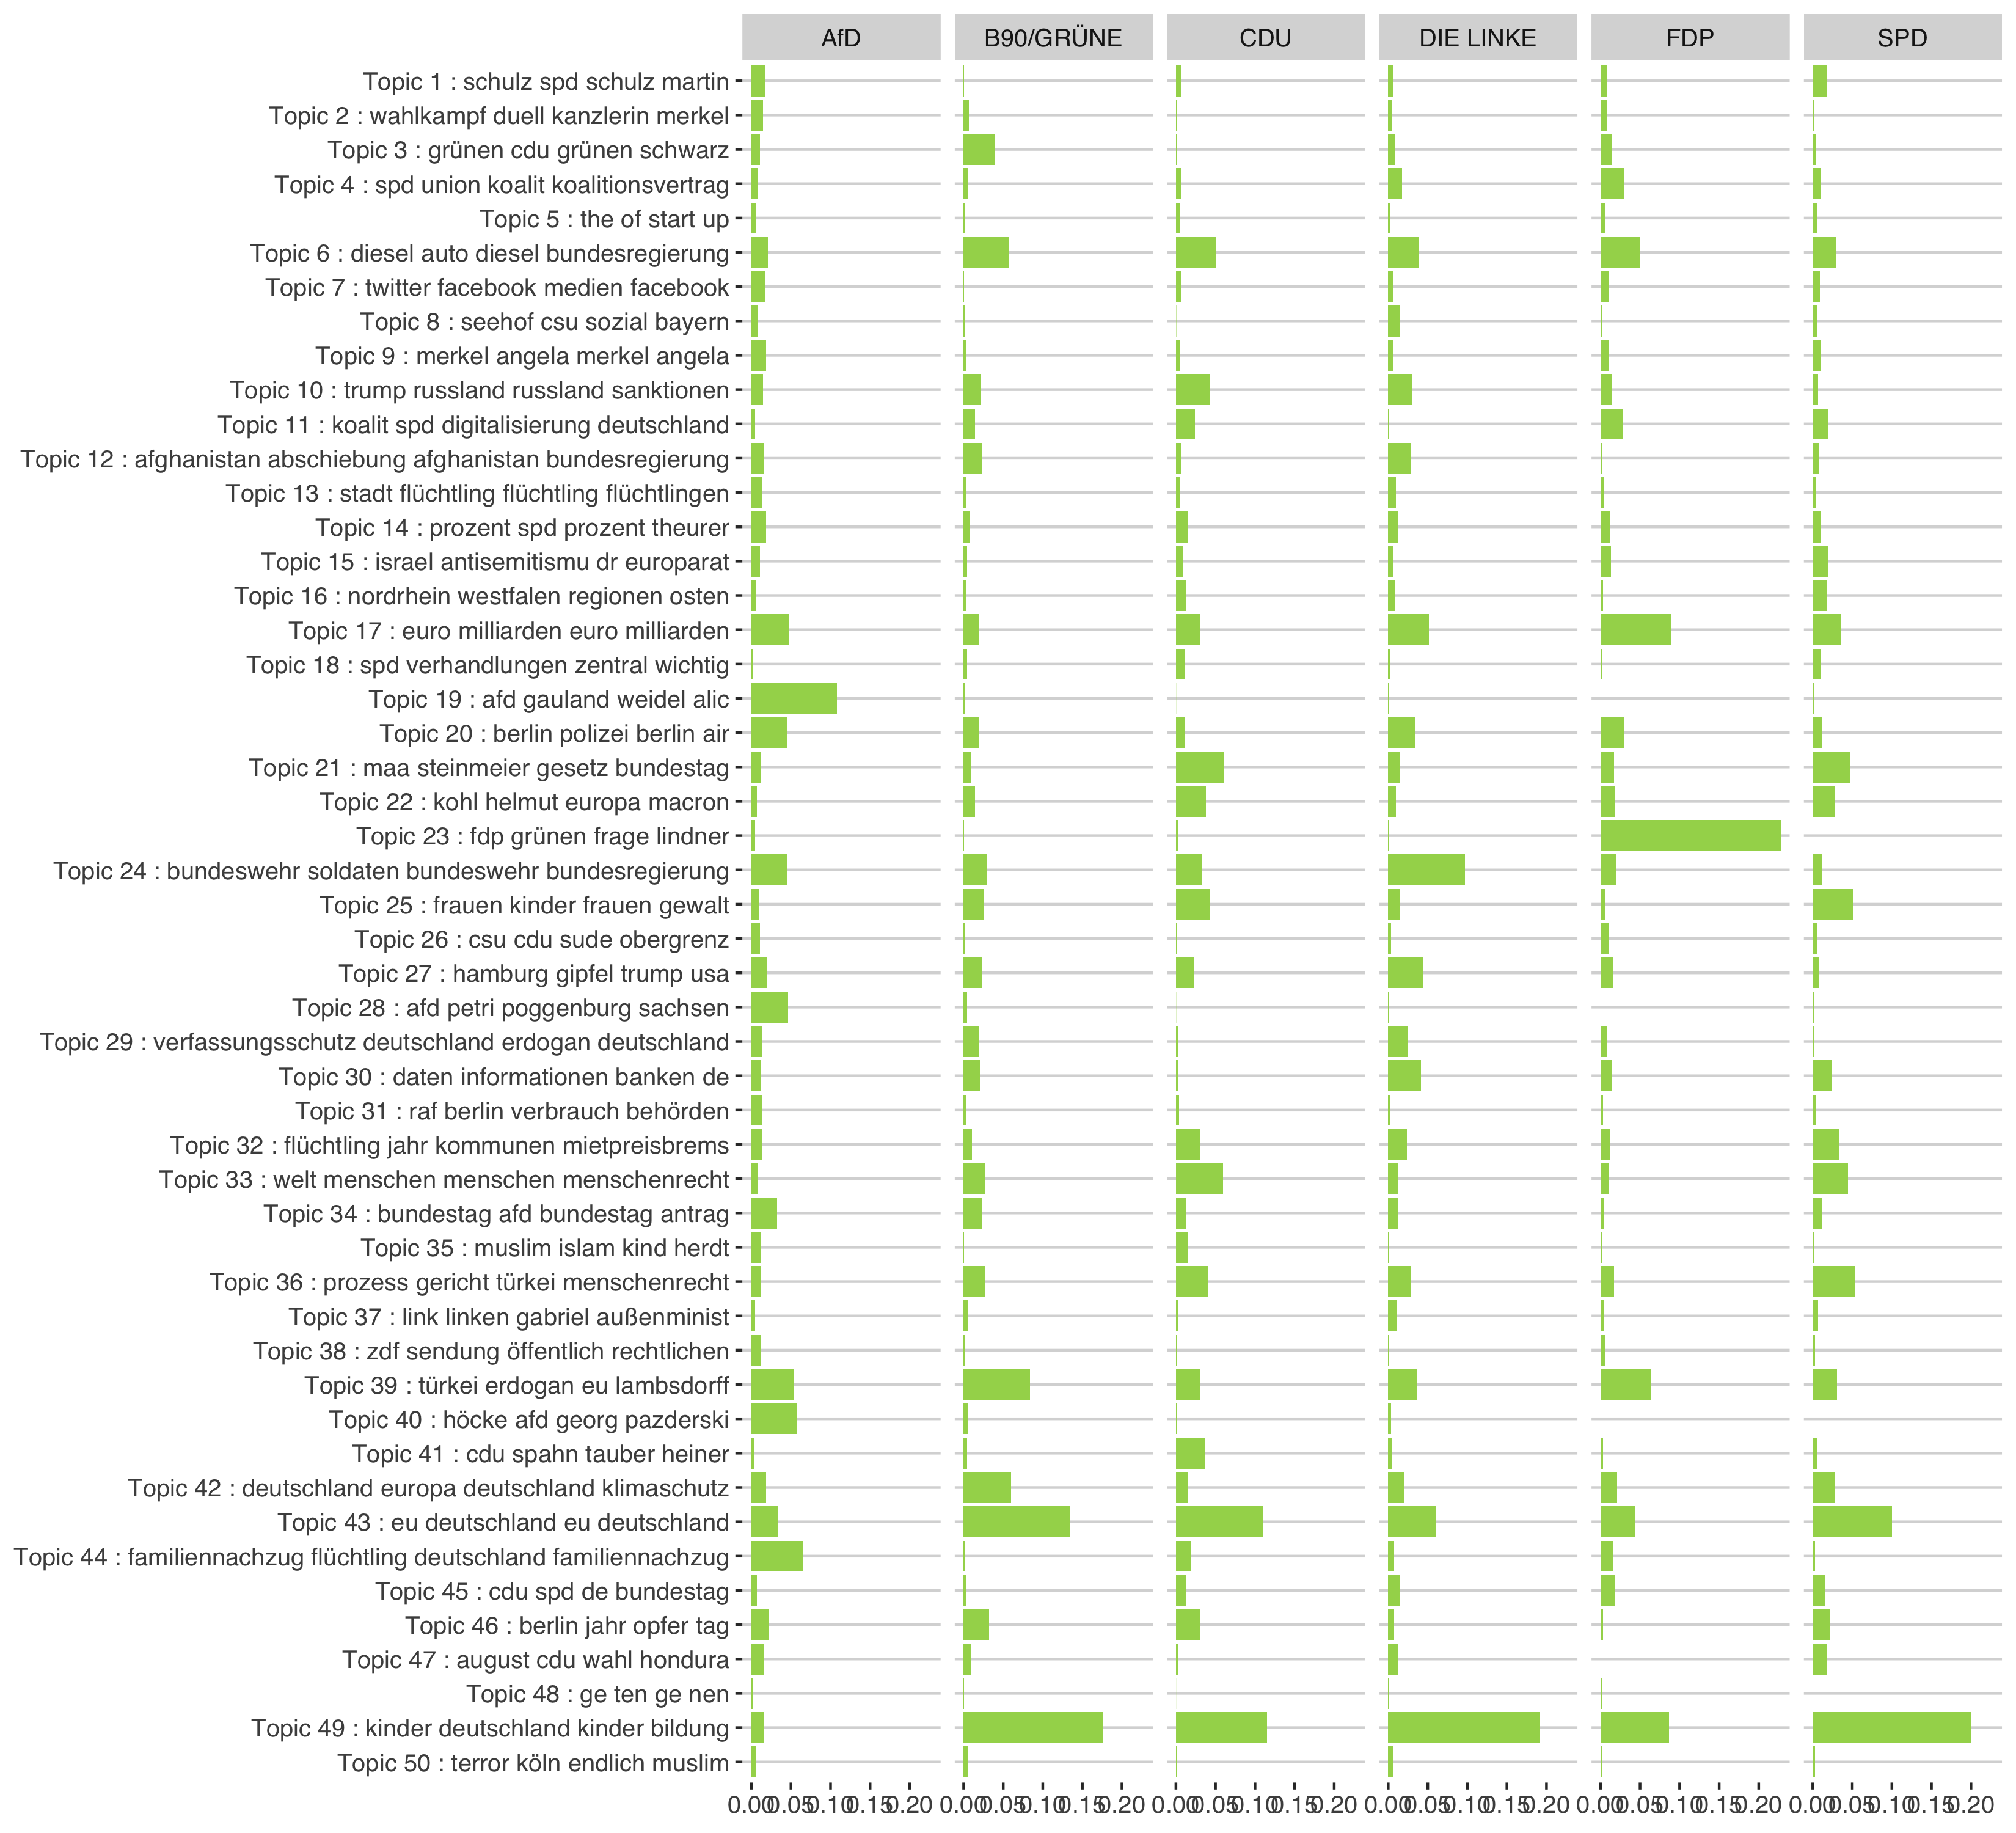 AfD B90/GRÜNE CDU DIE LINKE FDP SPD
Topic 1 : schulz spd schulz martin
Topic 2 : wahlkampf duell kanzlerin merkel
Topic 3 : grünen cdu grünen schwarz
Topic 4 : spd union koalit koalitionsvertrag
Topic 5 : the of start up
Topic 6 : diesel auto diesel bundesregierung
Topic 7 : twitter facebook medien facebook
Topic 8 : seehof csu sozial bayern
Topic 9 : merkel angela merkel angela
Topic 10 : trump russland russland sanktionen
Topic 11 : koalit spd digitalisierung deutschland
Topic 12 : afghanistan abschiebung afghanistan bundesregierung
Topic 13 : stadt flüchtling flüchtling flüchtlingen
Topic 14 : prozent spd prozent theurer
Topic 15 : israel antisemitismu dr europarat
Topic 16 : nordrhein westfalen regionen osten
Topic 17 : euro milliarden euro milliarden
Topic 18 : spd verhandlungen zentral wichtig
Topic 19 : afd gauland weidel alic
Topic 20 : berlin polizei berlin air
Topic 21 : maa steinmeier gesetz bundestag
Topic 22 : kohl helmut europa macron
Topic 23 : fdp grünen frage lindner
Topic 24 : bundeswehr soldaten bundeswehr bundesregierung
Topic 25 : frauen kinder frauen gewalt
Topic 26 : csu cdu sude obergrenz
Topic 27 : hamburg gipfel trump usa
Topic 28 : afd petri poggenburg sachsen
Topic 29 : verfassungsschutz deutschland erdogan deutschland
Topic 30 : daten informationen banken de
Topic 31 : raf berlin verbrauch behörden
Topic 32 : flüchtling jahr kommunen mietpreisbrems
Topic 33 : welt menschen menschen menschenrecht
Topic 34 : bundestag afd bundestag antrag
Topic 35 : muslim islam kind herdt
Topic 36 : prozess gericht türkei menschenrecht
Topic 37 : link linken gabriel außenminist
Topic 38 : zdf sendung öffentlich rechtlichen
Topic 39 : türkei erdogan eu lambsdorff
Topic 40 : höcke afd georg pazderski
Topic 41 : cdu spahn tauber heiner
Topic 42 : deutschland europa deutschland klimaschutz
Topic 43 : eu deutschland eu deutschland
Topic 44 : familiennachzug flüchtling deutschland familiennachzug
Topic 45 : cdu spd de bundestag
Topic 46 : berlin jahr opfer tag
Topic 47 : august cdu wahl hondura
Topic 48 : ge ten ge nen
Topic 49 : kinder deutschland kinder bildung
Topic 50 : terror köln endlich muslim
0.00 0.05 0.10 0.15 0.20 0.00 0.05 0.10 0.15 0.20 0.00 0.05 0.10 0.15 0.20 0.00 0.05 0.10 0.15 0.20 0.00 0.05 0.10 0.15 0.20 0.00 0.05 0.10 0.15 0.20